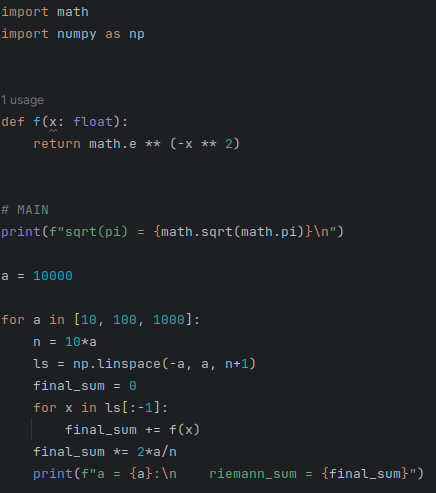 import math
import numpy as np
1 usage
def f(x: float):
    return math.e ** (-x ** 2)
# MAIN
print(f"sqrt(pi) = {math.sqrt(math.pi)}\n")
a = 10000
for a in [10, 100, 1000]:
    n = 10*a
    ls = np.linspace(-a, a, n+1)
    final_sum = 0
    for x in ls[:-1]:
        final_sum += f(x)
    final_sum *= 2*a/n
    print(f"a = {a}:\n    riemann_sum = {final_sum}")